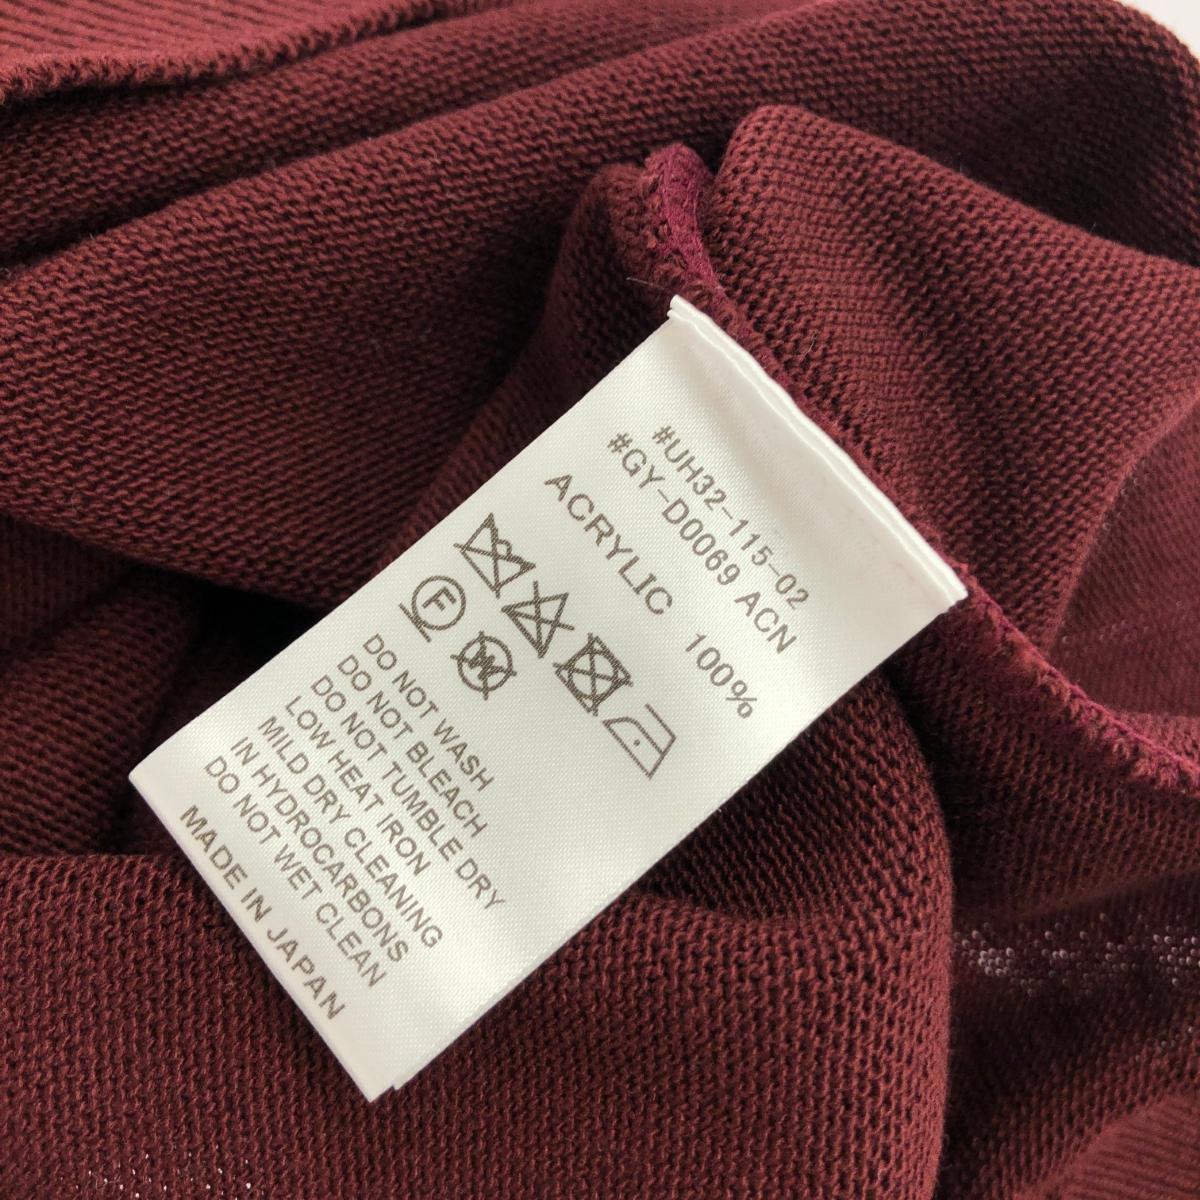 #UH32-115-02
#GY-D0069 ACN
ACRYLIC 100%
F
W
DO NOT WASH
DO NOT BLEACH
DO NOT TUMBLE DRY
LOW HEAT IRON
MILD DRY CLEANING
IN HYDROCARBONS
DO NOT WET CLEAN
MADE IN JAPAN